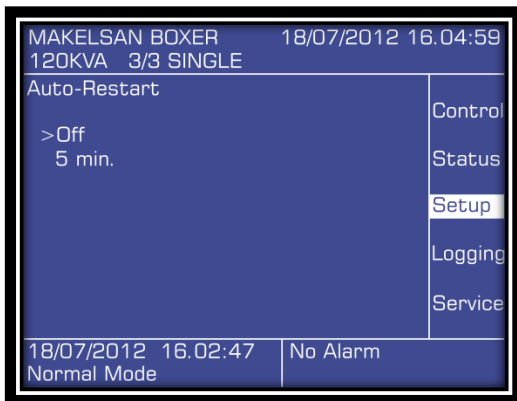 MAKELSAN BOXER 18/07/2012 16.04:59
120KVA 3/3 SINGLE
Auto-Restart
>Off
5 min.
Control
Status
Setup
Logging
Service
18/07/2012 16.02:47 No Alarm
Normal Mode